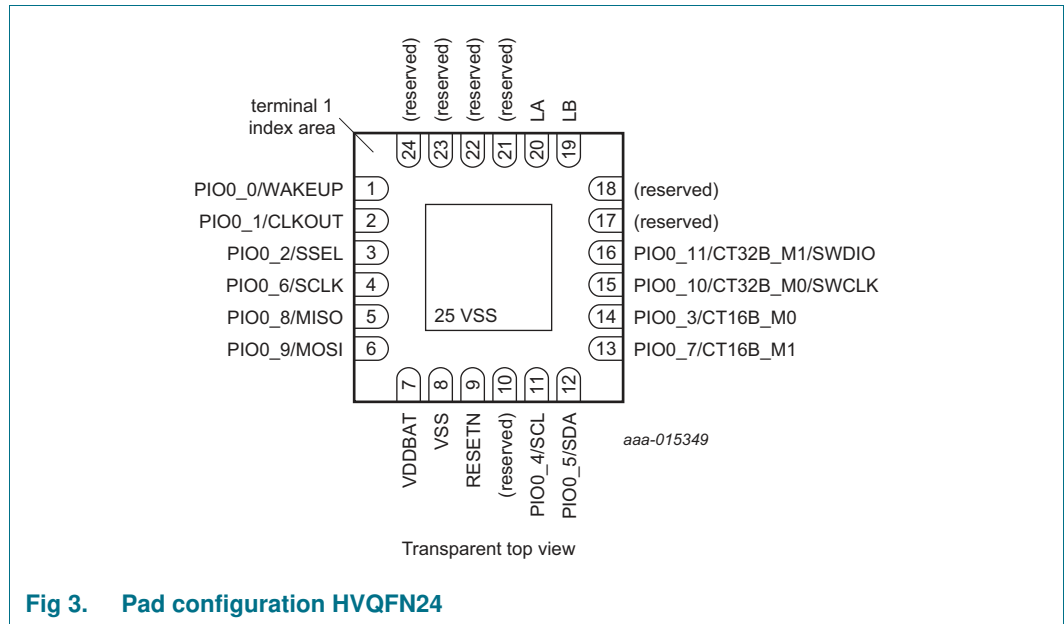 (reserved)
(reserved)
(reserved)
(reserved)
LA
LB
terminal 1
index area
24
23
22
21
20
19
PIO0_0/WAKEUP 1
PIO0_1/CLKOUT 2
PIO0_2/SSEL 3
PIO0_6/SCLK 4
PIO0_8/MISO 5
PIO0_9/MOSI 6
18 (reserved)
17 (reserved)
16 PIO0_11/CT32B_M1/SWDIO
15 PIO0_10/CT32B_M0/SWCLK
14 PIO0_3/CT16B_M0
13 PIO0_7/CT16B_M1
25 VSS
7
8
9
10
11
12
VDDBAT
VSS
RESETN
(reserved)
PIO0_4/SCL
PIO0_5/SDA
aaa-015349
Transparent top view
Fig 3. Pad configuration HVQFN24